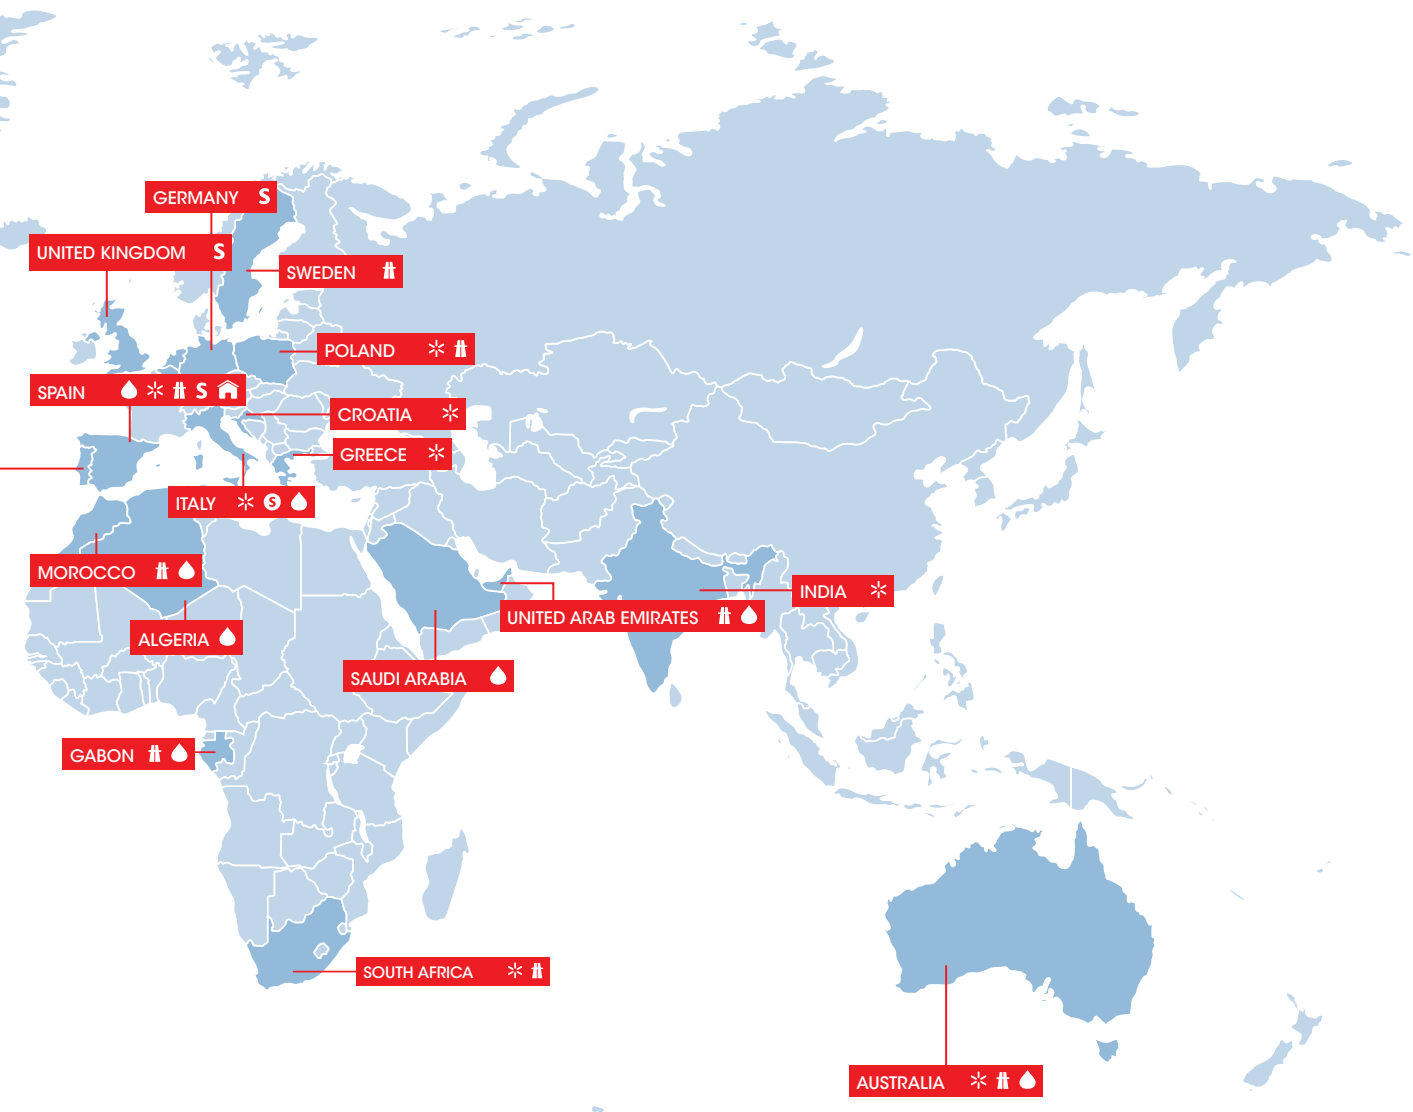 GERMANY S
UNITED KINGDOM S
SWEDEN
POLAND
SPAIN S
CROATIA
GREECE
ITALY S
MOROCCO
INDIA
UNITED ARAB EMIRATES
ALGERIA
SAUDI ARABIA
GABON
SOUTH AFRICA
AUSTRALIA